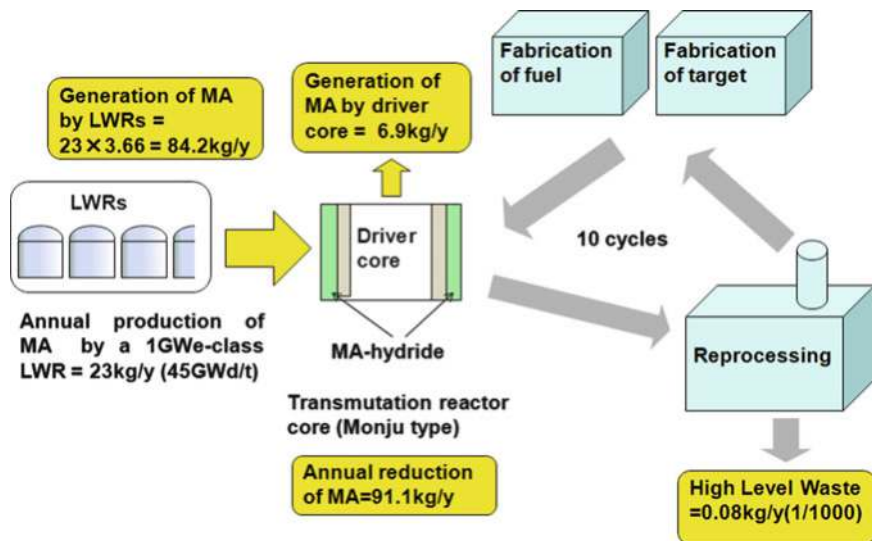 Fabrication
of fuel
Fabrication
of target
Generation of MA
by LWRs =
23×3.66 = 84.2kg/y
Generation of
MA by driver
core = 6.9kg/y
LWRs
Driver
core
10 cycles
Annual production of
MA by a 1GWe-class
LWR = 23kg/y (45GWd/t)
MA-hydride
Reprocessing
Transmutation reactor
core (Monju type)
Annual reduction
of MA=91.1kg/y
High Level Waste
=0.08kg/y(1/1000)